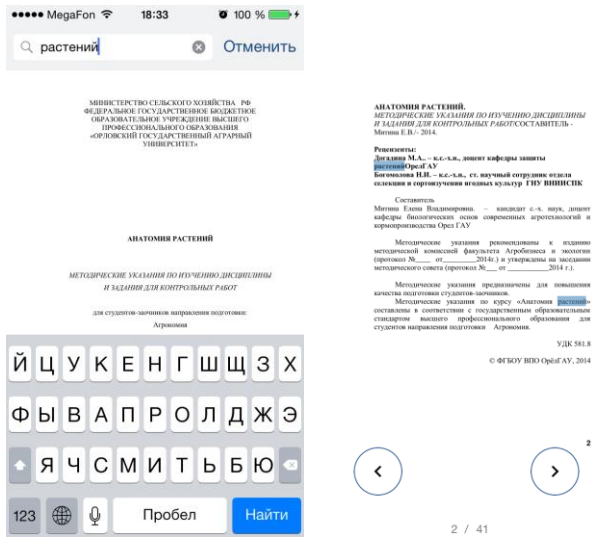 MegaFon 18:33 100 %
растений Отменить
МИНИСТЕРСТВО СЕЛЬСКОГО ХОЗЯЙСТВА РФ
ФЕДЕРАЛЬНОЕ ГОСУДАРСТВЕННОЕ БЮДЖЕТНОЕ
ОБРАЗОВАТЕЛЬНОЕ УЧРЕЖДЕНИЕ ВЫСШЕГО
ПРОФЕССИОНАЛЬНОГО ОБРАЗОВАНИЯ
«ОРЛОВСКИЙ ГОСУДАРСТВЕННЫЙ АГРАРНЫЙ
УНИВЕРСИТЕТ»
АНАТОМИЯ РАСТЕНИЙ
МЕТОДИЧЕСКИЕ УКАЗАНИЯ ПО ИЗУЧЕНИЮ ДИСЦИПЛИНЫ
И ЗАДАНИЯ ДЛЯ КОНТРОЛЬНЫХ РАБОТ
для студентов-заочников направления подготовки:
Агрономия
Й Ц У К Е Н Г Ш Щ З Х
Ф Ы В А П Р О Л Д Ж Э
Я Ч С М И Т Ь Б Ю
123 Пробел Найти
АНАТОМИЯ РАСТЕНИЙ.
МЕТОДИЧЕСКИЕ УКАЗАНИЯ ПО ИЗУЧЕНИЮ ДИСЦИПЛИНЫ
И ЗАДАНИЯ ДЛЯ КОНТРОЛЬНЫХ РАБОТ/СОСТАВИТЕЛЬ -
Митина Е.В./- 2014.
Рецензенты:
Догадина М.А.. – к.с.-х.н., доцент кафедры защиты
растенийОрелГАУ
Богомолова Н.И. – к.с.-х.н., ст. научный сотрудник отдела
селекции и сортоизучения ягодных культур ГНУ ВНИИСПК
Составитель
Митина Елена Владимировна. – кандидат с.-х. наук, доцент
кафедры биологических основ современных агротехнологий и
кормопроизводства Орел ГАУ
Методические указания рекомендованы к изданию
методической комиссией факультета Агробизнеса и экологии
(протокол №____ от_________2014г.) и утверждены на заседании
методического совета (протокол №___ от __________2014 г.).
Методические указания предназначены для повышения
качества подготовки студентов-заочников.
Методические указания по курсу «Анатомия растений»
составлены в соответствии с государственным образовательным
стандартом высшего профессионального образования для
студентов направления подготовки Агрономия.
УДК 581.8
© ФГБОУ ВПО ОрёлГАУ, 2014
2
2 / 41